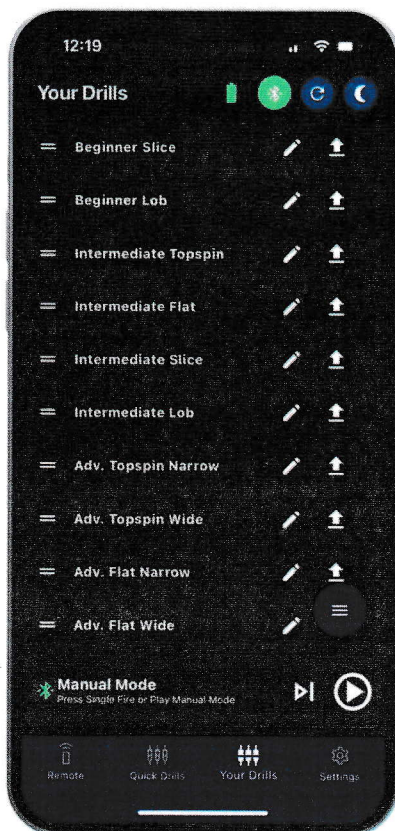 12:19
Your Drills
Beginner Slice
Beginner Lob
Intermediate Topspin
Intermediate Flat
Intermediate Slice
Intermediate Lob
Adv. Topspin Narrow
Adv. Topspin Wide
Adv. Flat Narrow
Adv. Flat Wide
Manual Mode
Press Single Fire or Play Manual Mode
Remote
Quick Drills
Your Drills
Settings